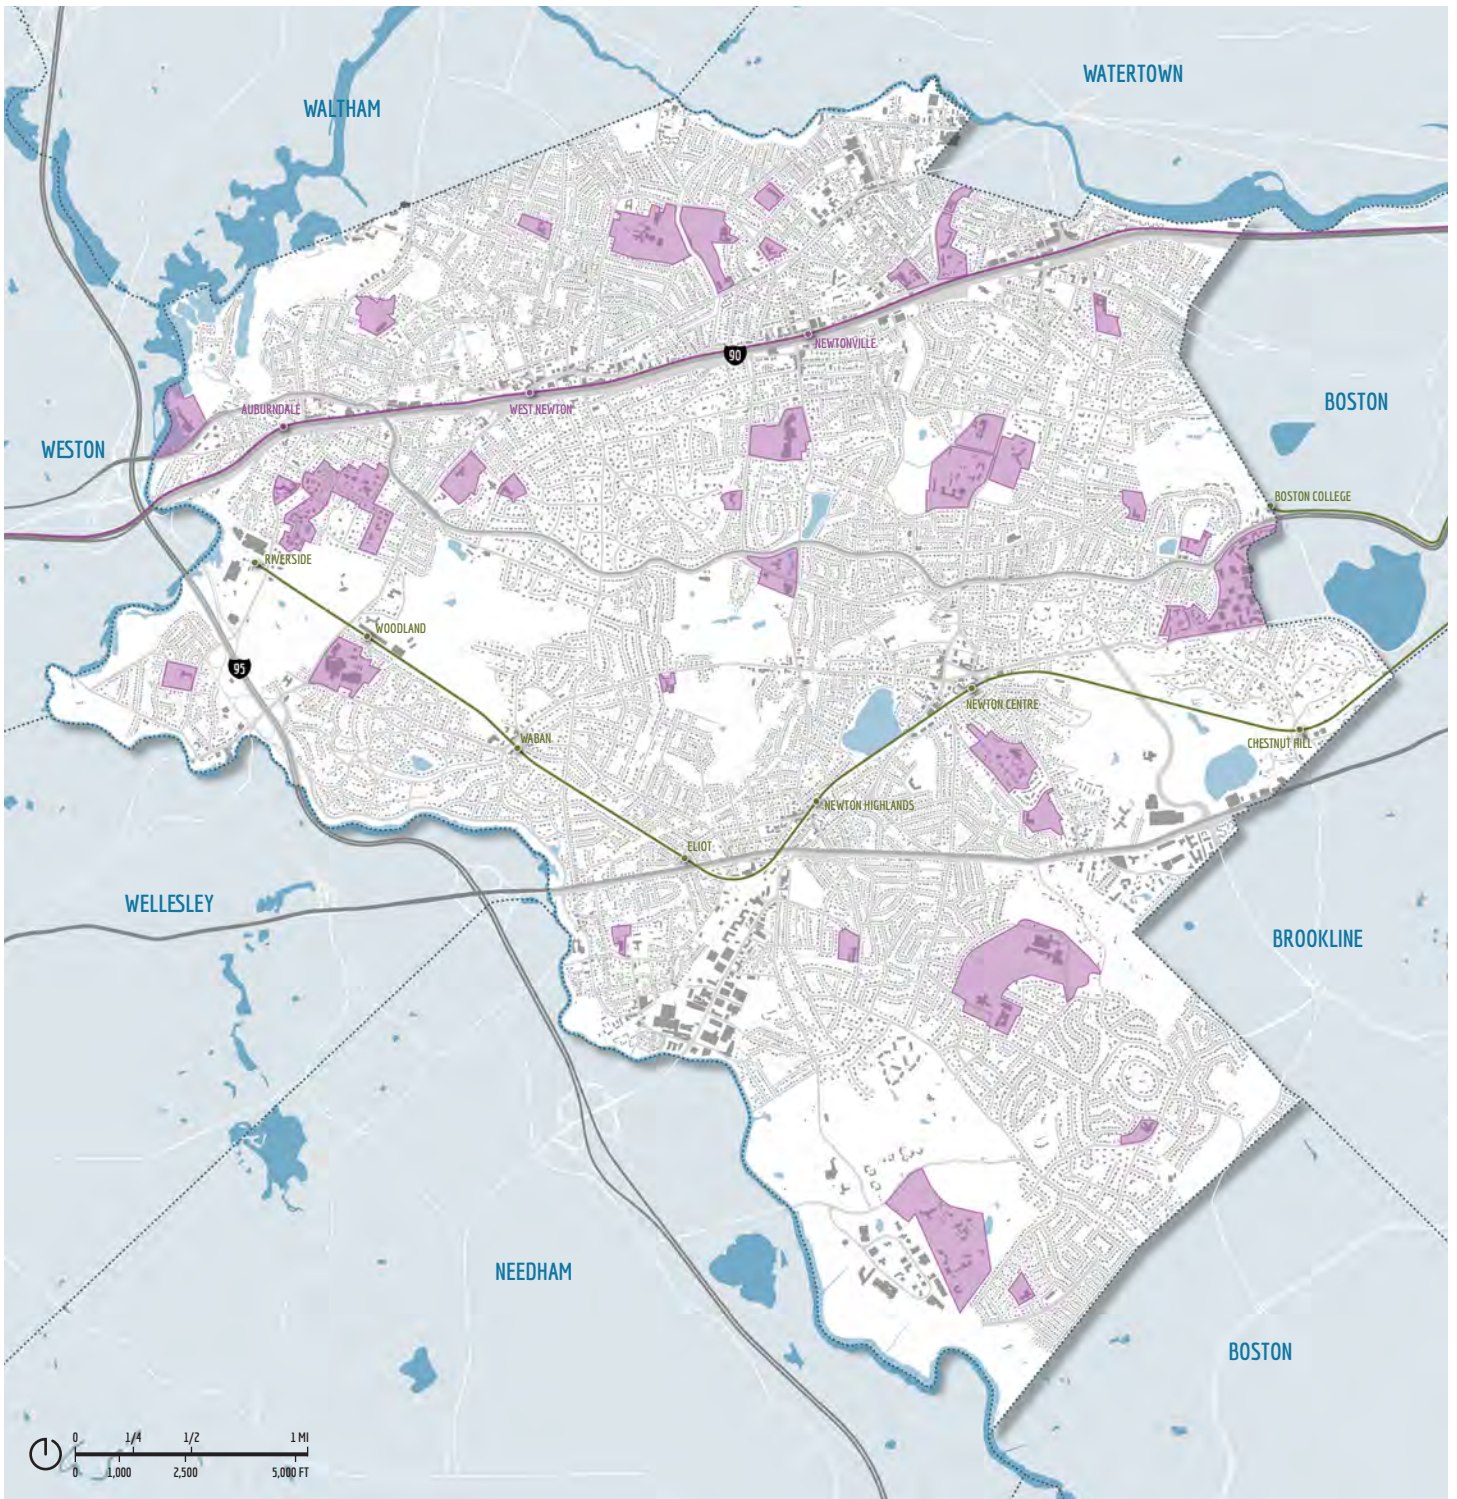 WATERTOWN
WALTHAM
NEWTONVILLE
90
BOSTON
AUBURNDALE
WEST NEWTON
WESTON
BOSTON COLLEGE
RIVERSIDE
WOODLAND
95
NEWTON CENTRE
WABAN
CHESTNUT HILL
NEWTON HIGHLANDS
ELIOT
WELLESLEY
BROOKLINE
NEEDHAM
BOSTON
0 1/4 1/2 1 MI
0 1,000 2,500 5,000 FT